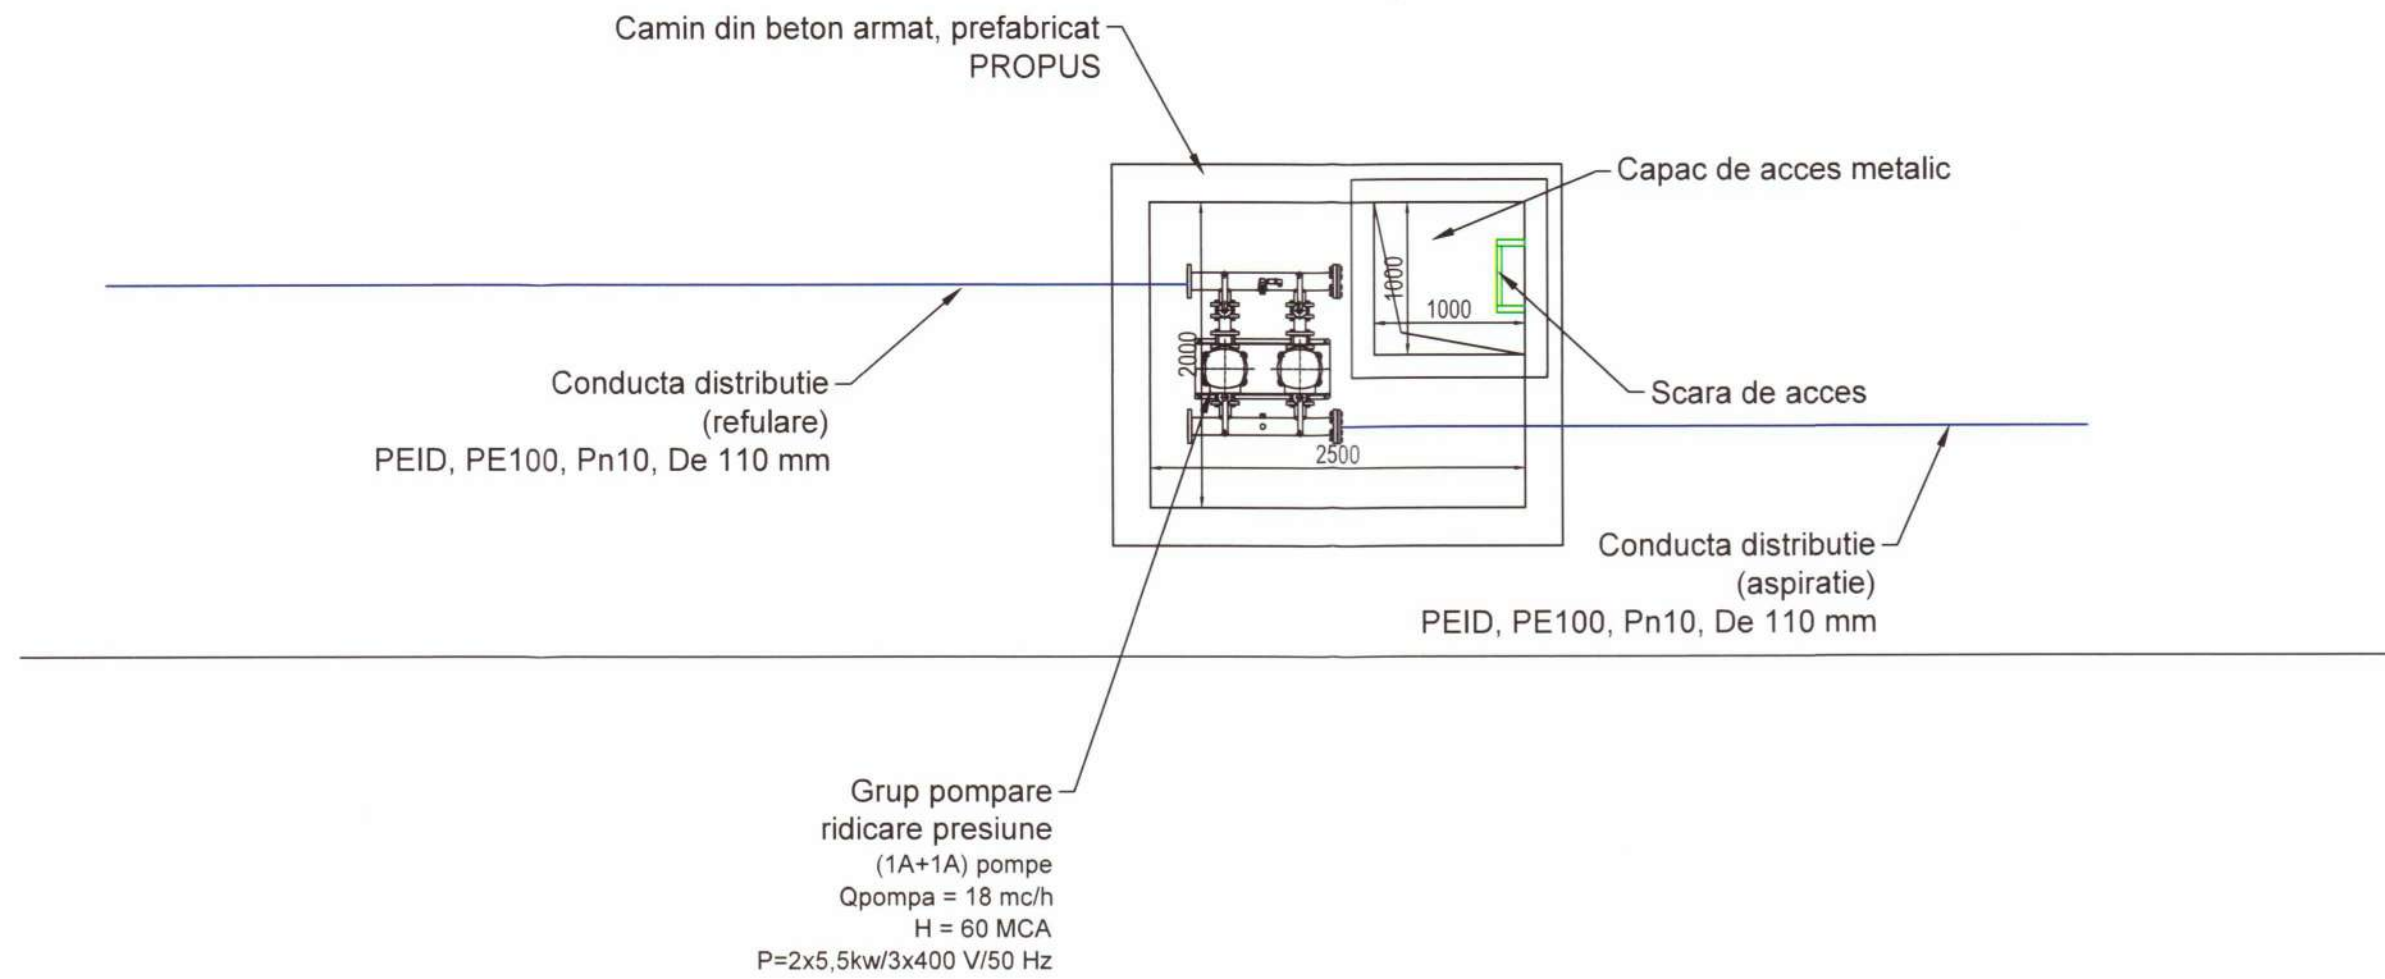 Camin din beton armat, prefabricat
PROPUS
Capac de acces metalic
1000
1000
2000
Conducta distributie
(refulare)
PEID, PE100, Pn10, De 110 mm
Scara de acces
2500
Conducta distributie
(aspiratie)
PEID, PE100, Pn10, De 110 mm
Grup pompare
ridicare presiune
(1A+1A) pompe
Qpompa = 18 mc/h
H = 60 MCA
P=2x5,5kw/3x400 V/50 Hz